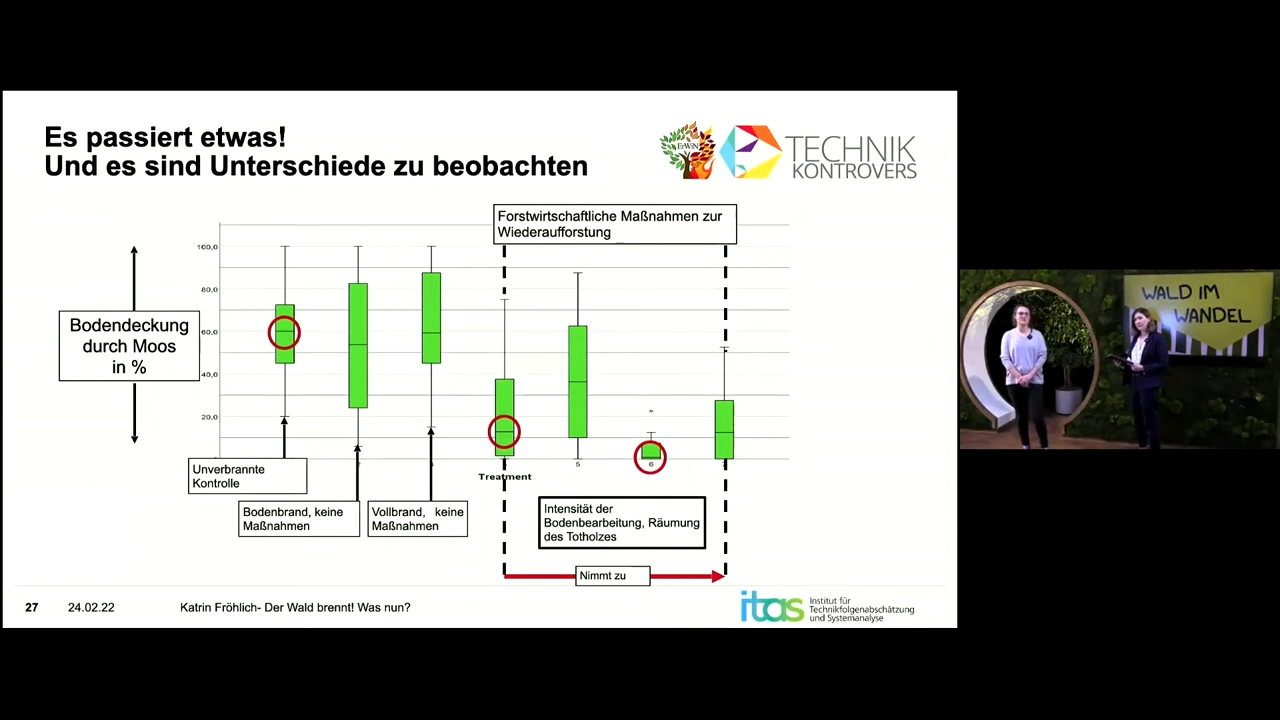 Es passiert etwas!
Und es sind Unterschiede zu beobachten
ErWiN
TECHNIK
KONTROVERS
Forstwirtschaftliche Maßnahmen zur
Wiederaufforstung
100,0
80,0
60,0
40,0
20,0
Bodendeckung
durch Moos
in %
5
6
Treatment
Unverbrannte
Kontrolle
Bodenbrand, keine
Maßnahmen
Vollbrand, keine
Maßnahmen
Intensität der
Bodenbearbeitung, Räumung
des Totholzes
Nimmt zu
27
24.02.22
Katrin Fröhlich- Der Wald brennt! Was nun?
itas
Institut für
Technikfolgenabschätzung
und Systemanalyse
WALD IM
WANDEL